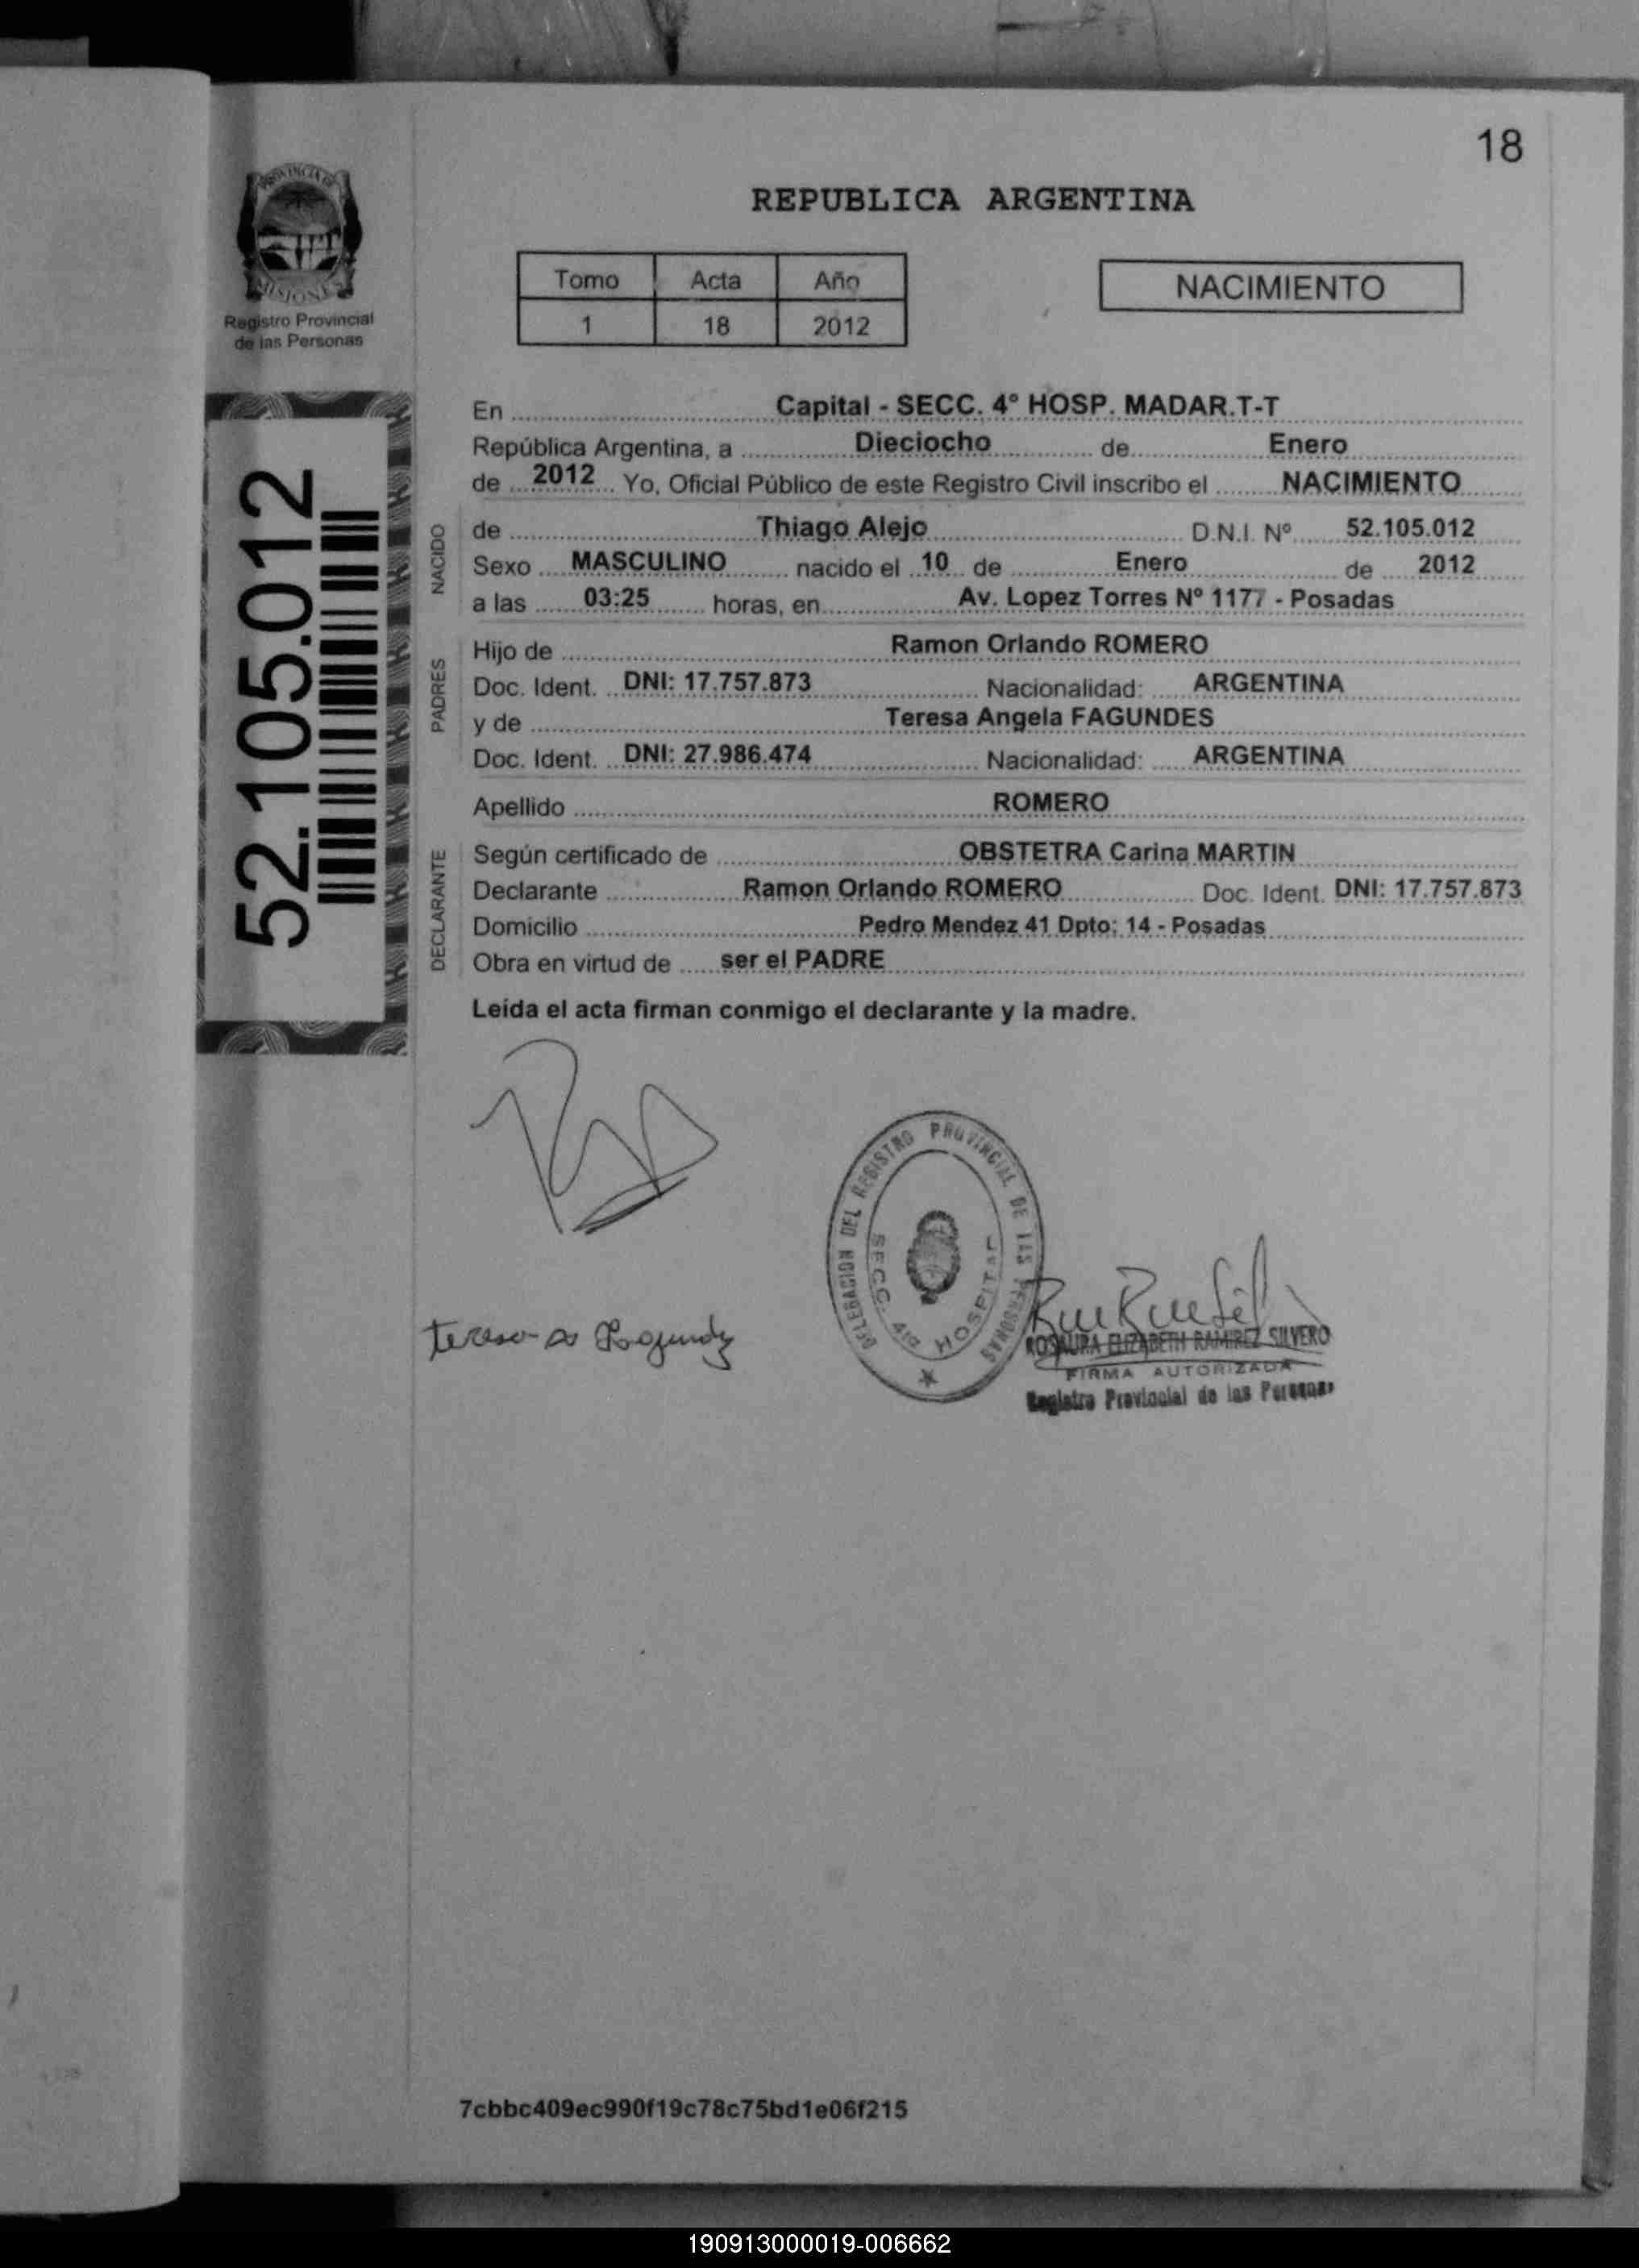 18
PROVINCIA DE
MISIONES
Registro Provincial
de las Personas
REPUBLICA ARGENTINA
Tomo Acta Año
1 18 2012
NACIMIENTO
52.105.012
En Capital - SECC. 4° HOSP. MADAR.T-T
República Argentina, a Dieciocho de Enero
de 2012 Yo, Oficial Público de este Registro Civil inscribo el NACIMIENTO
NACIDO
de Thiago Alejo D.N.I. Nº 52.105.012
Sexo MASCULINO nacido el 10 de Enero de 2012
a las 03:25 horas, en Av. Lopez Torres Nº 1177 - Posadas
PADRES
Hijo de Ramon Orlando ROMERO
Doc. Ident. DNI: 17.757.873 Nacionalidad: ARGENTINA
y de Teresa Angela FAGUNDES
Doc. Ident. DNI: 27.986.474 Nacionalidad: ARGENTINA
Apellido ROMERO
DECLARANTE
Según certificado de OBSTETRA Carina MARTIN
Declarante Ramon Orlando ROMERO Doc. Ident. DNI: 17.757.873
Domicilio Pedro Mendez 41 Dpto: 14 - Posadas
Obra en virtud de ser el PADRE
Leída el acta firman conmigo el declarante y la madre.
DELEGACION DEL REGISTRO PROVINCIAL DE LAS PERSONAS
SECC. 4ta HOSPITAL
ROSAURA ELIZABETH RAMIREZ SILVERO
FIRMA AUTORIZADA
Registro Provincial de las Personas
7cbbc409ec990f19c78c75bd1e06f215
190913000019-006662